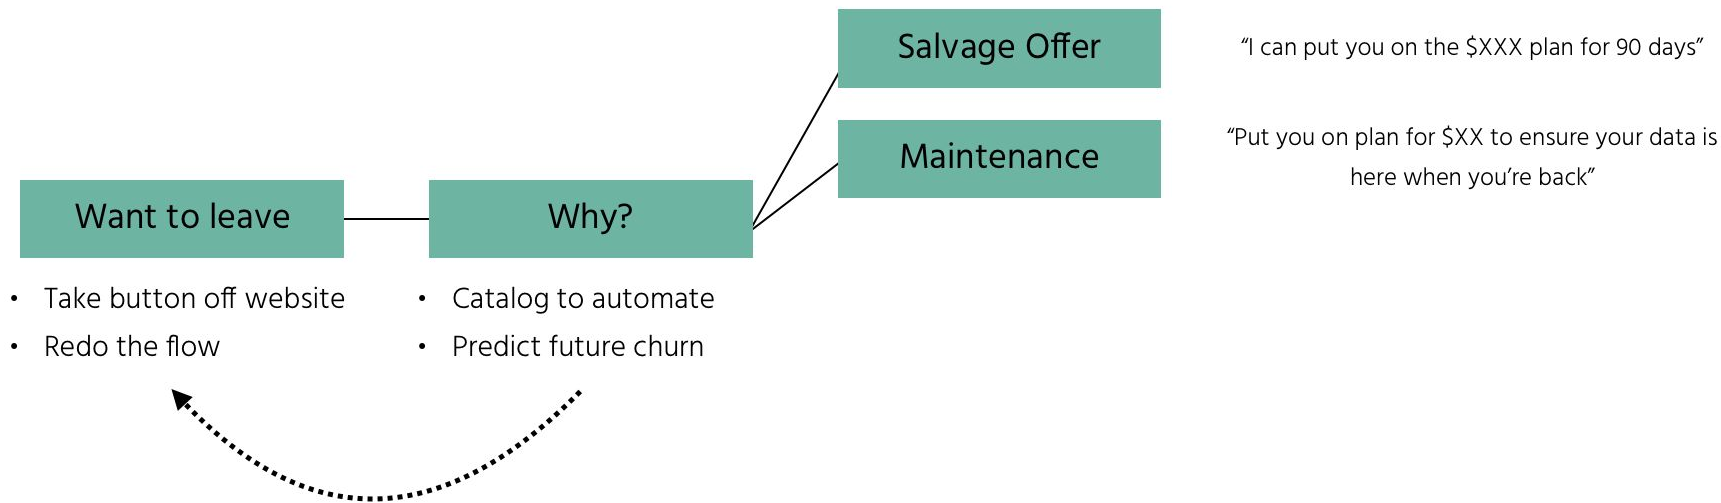 Salvage Offer
“I can put you on the $XXX plan for 90 days”
Maintenance
“Put you on plan for $XX to ensure your data is
here when you’re back”
Want to leave
• Take button off website
• Redo the flow
Why?
• Catalog to automate
• Predict future churn